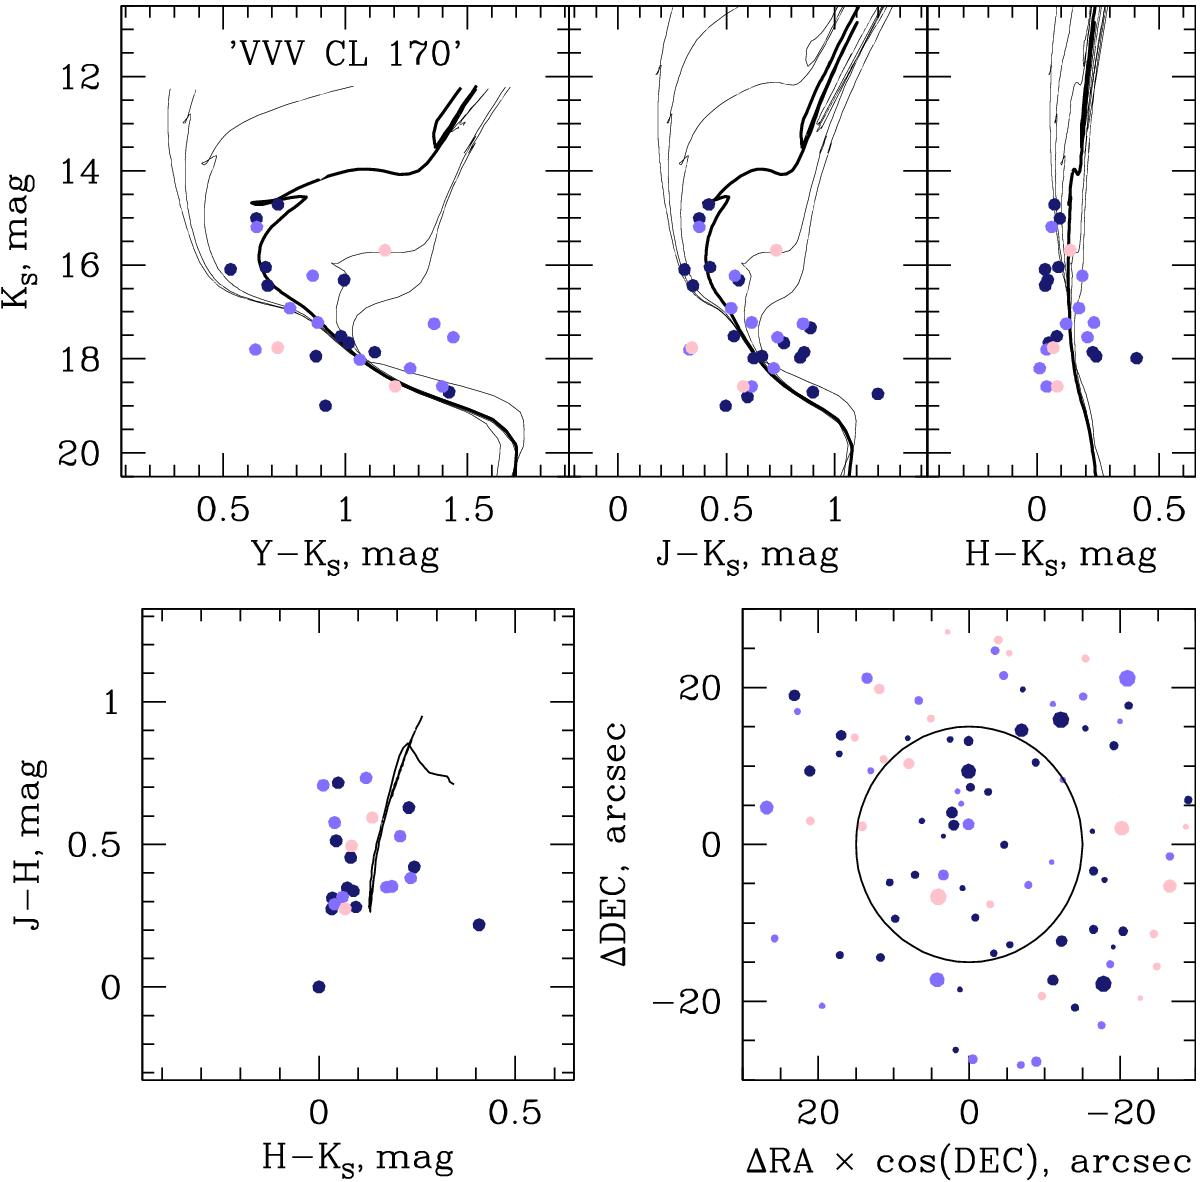 'VVV CL 170'
12
14
16
18
20
K_S, mag
0.5 1 1.5
0 0.5 1
0 0.5
Y−K_S, mag
J−K_S, mag
H−K_S, mag
1
0.5
0
J−H, mag
0 0.5
H−K_S, mag
20
0
−20
ΔDEC, arcsec
20 0 −20
ΔRA × cos(DEC), arcsec